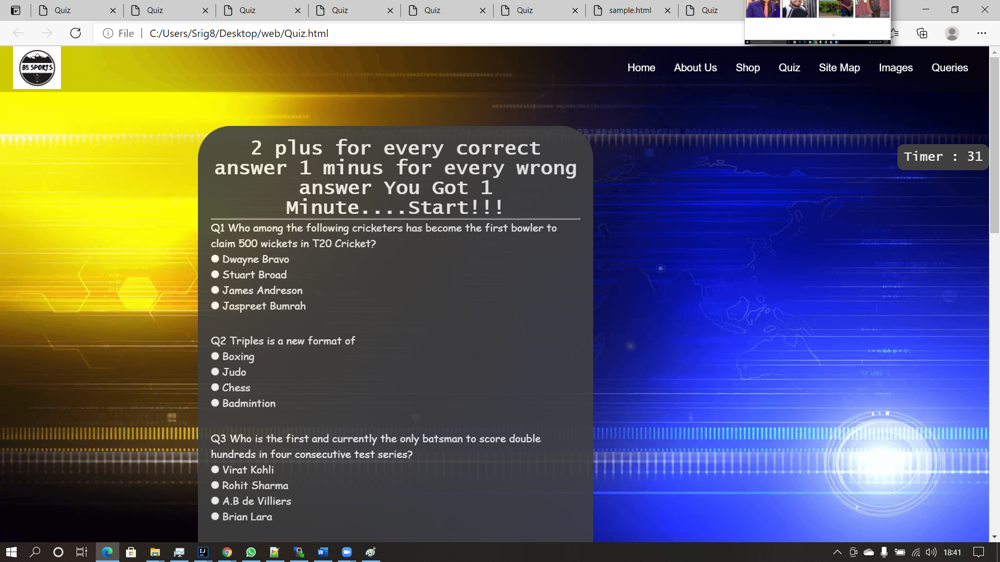 Quiz
Quiz
Quiz
Quiz
Quiz
Quiz
sample.html
Quiz
File
C:/Users/Srig8/Desktop/web/Quiz.html
BS SPORTS
Home
About Us
Shop
Quiz
Site Map
Images
Queries
2 plus for every correct
answer 1 minus for every wrong
answer You Got 1
Minute....Start!!!
Timer : 31
Q1 Who among the following cricketers has become the first bowler to
claim 500 wickets in T20 Cricket?
Dwayne Bravo
Stuart Broad
James Andreson
Jaspreet Bumrah
Q2 Triples is a new format of
Boxing
Judo
Chess
Badmintion
Q3 Who is the first and currently the only batsman to score double
hundreds in four consecutive test series?
Virat Kohli
Rohit Sharma
A.B de Villiers
Brian Lara
18:41